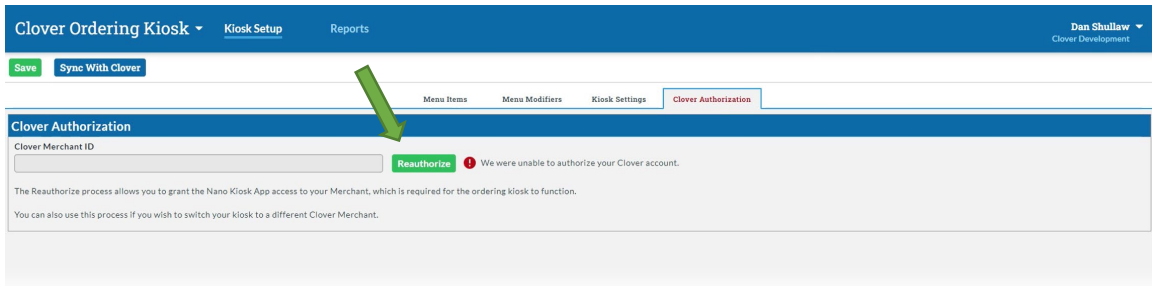 Clover Ordering Kiosk Kiosk Setup Reports Dan Shullaw
Clover Development
Save Sync With Clover
Menu Items Menu Modifiers Kiosk Settings Clover Authorization
Clover Authorization
Clover Merchant ID
Reauthorize We were unable to authorize your Clover account.
The Reauthorize process allows you to grant the Nano Kiosk App access to your Merchant, which is required for the ordering kiosk to function.
You can also use this process if you wish to switch your kiosk to a different Clover Merchant.